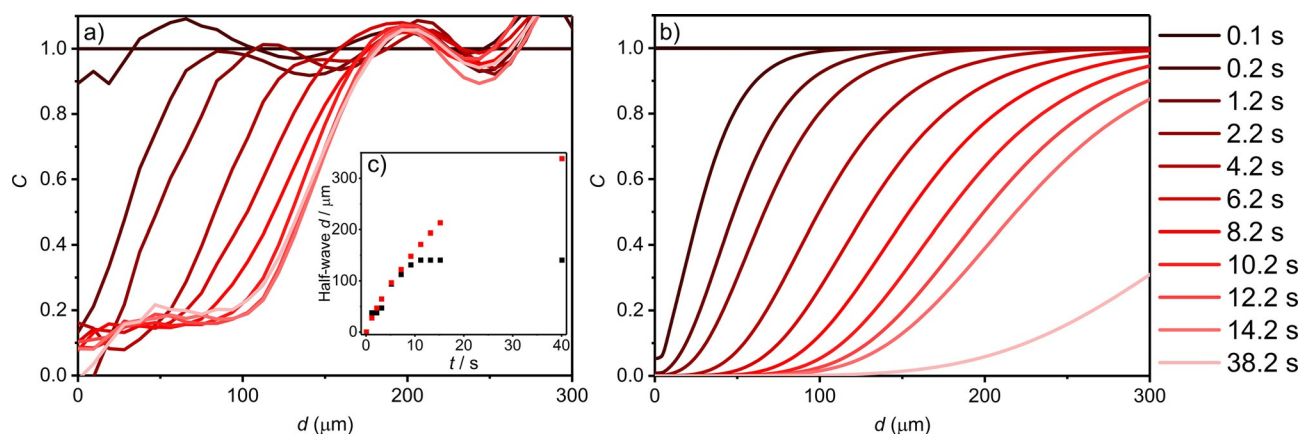 a)
C
1.0
0.8
0.6
0.4
0.2
0.0
0
100
200
300
d (µm)
c)
Half-wave d / µm
300
200
100
0
0
10
20
30
40
t / s
b)
C
1.0
0.8
0.6
0.4
0.2
0.0
0
100
200
300
d (µm)
0.1 s
0.2 s
1.2 s
2.2 s
4.2 s
6.2 s
8.2 s
10.2 s
12.2 s
14.2 s
38.2 s